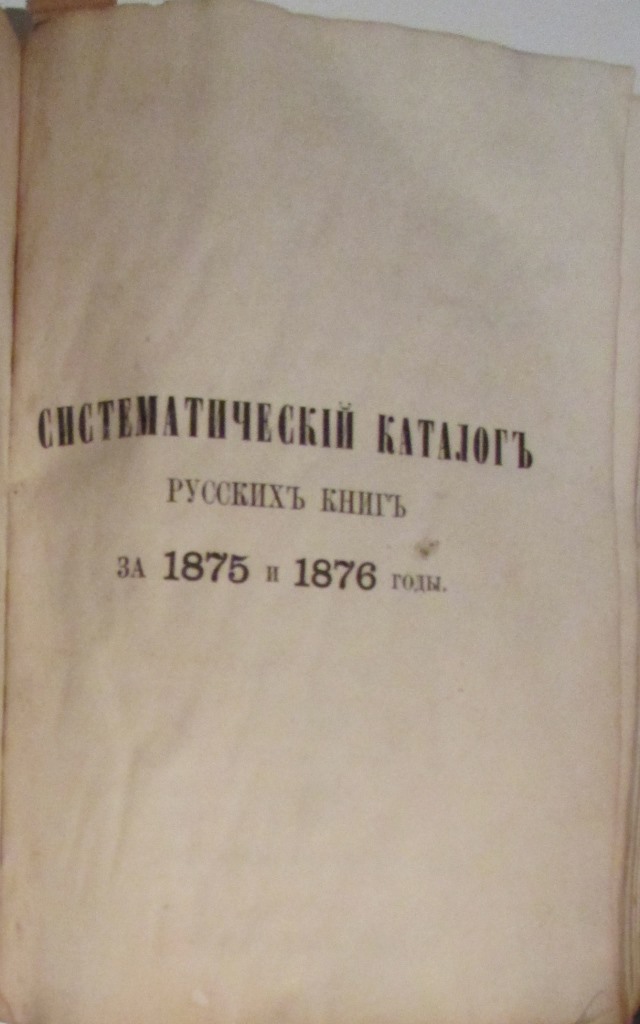 СИСТЕМАТИЧЕСКІЙ КАТАЛОГЪ
РУССКИХЪ КНИГЪ
ЗА 1875 и 1876 годы.